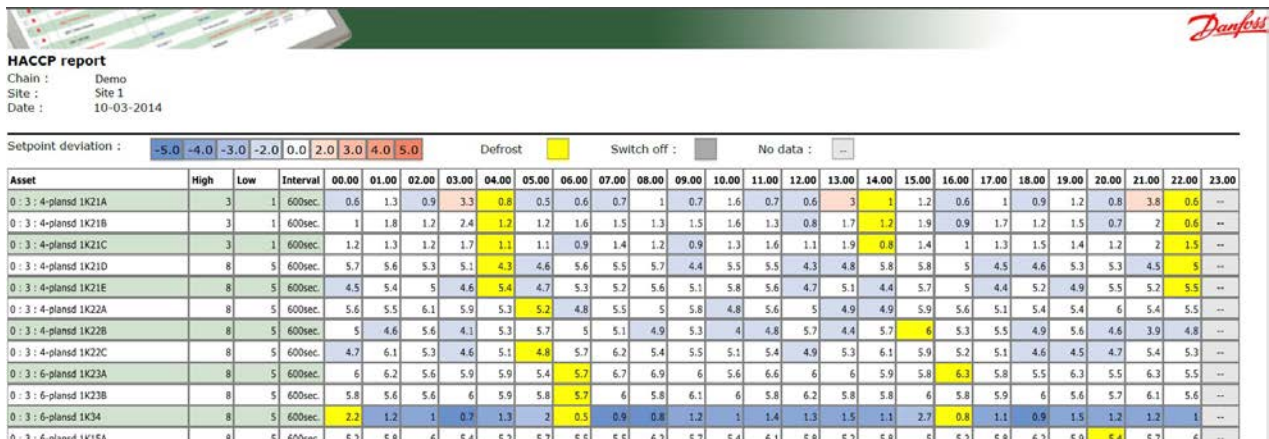 Danfoss
HACCP report
Chain : Demo
Site : Site 1
Date : 10-03-2014
Setpoint deviation : -5.0 -4.0 -3.0 -2.0 0.0 2.0 3.0 4.0 5.0 Defrost Switch off : No data : --
Asset High Low Interval 00.00 01.00 02.00 03.00 04.00 05.00 06.00 07.00 08.00 09.00 10.00 11.00 12.00 13.00 14.00 15.00 16.00 17.00 18.00 19.00 20.00 21.00 22.00 23.00
0 : 3 : 4-plansd 1K21A 3 1 600sec. 0.6 1.3 0.9 3.3 0.8 0.5 0.6 0.7 1 0.7 1.6 0.7 0.6 3 1 1.2 0.6 1 0.9 1.2 0.8 3.8 0.6 --
0 : 3 : 4-plansd 1K21B 3 1 600sec. 1 1.8 1.2 2.4 1.2 1.2 1.6 1.5 1.3 1.5 1.6 1.3 0.8 1.7 1.2 1.9 0.9 1.7 1.2 1.5 0.7 2 0.6 --
0 : 3 : 4-plansd 1K21C 3 1 600sec. 1.2 1.3 1.2 1.7 1.1 1.1 0.9 1.4 1.2 0.9 1.3 1.6 1.1 1.9 0.8 1.4 1 1.3 1.5 1.4 1.2 2 1.5 --
0 : 3 : 4-plansd 1K21D 8 5 600sec. 5.7 5.6 5.3 5.1 4.3 4.6 5.6 5.5 5.7 4.4 5.5 5.5 4.3 4.8 5.8 5.8 5 4.5 4.6 5.3 5.3 4.5 5 --
0 : 3 : 4-plansd 1K21E 8 5 600sec. 4.5 5.4 5 4.6 5.4 4.7 5.3 5.2 5.6 5.1 5.8 5.6 4.7 5.1 4.4 5.7 5 4.4 5.2 4.9 5.5 5.2 5.5 --
0 : 3 : 4-plansd 1K22A 8 5 600sec. 5.6 5.5 6.1 5.9 5.3 5.2 4.8 5.5 5 5.8 4.8 5.6 5 4.9 4.9 5.9 5.6 5.1 5.4 5.4 6 5.4 5.5 --
0 : 3 : 4-plansd 1K22B 8 5 600sec. 5 4.6 5.6 4.1 5.3 5.7 5 5.1 4.9 5.3 4 4.8 5.7 4.4 5.7 6 5.3 5.5 4.9 5.6 4.6 3.9 4.8 --
0 : 3 : 4-plansd 1K22C 8 5 600sec. 4.7 6.1 5.3 4.6 5.1 4.8 5.7 6.2 5.4 5.5 5.1 5.4 4.9 5.3 6.1 5.9 5.2 5.1 4.6 4.5 4.7 5.4 5.3 --
0 : 3 : 6-plansd 1K23A 8 5 600sec. 6 6.2 5.6 5.9 5.9 5.4 5.7 6.7 6.9 6 5.6 6.6 6 6 5.9 5.8 6.3 5.8 5.5 6.3 5.5 6.3 5.5 --
0 : 3 : 6-plansd 1K23B 8 5 600sec. 5.8 5.6 5.6 6 5.9 5.8 5.7 6 5.8 6.1 6 5.8 6.2 5.8 5.8 6 5.8 5.9 6 5.6 5.7 6.1 5.6 --
0 : 3 : 6-plansd 1K34 8 5 600sec. 2.2 1.2 1 0.7 1.3 2 0.5 0.9 0.8 1.2 1 1.4 1.3 1.5 1.1 2.7 0.8 1.1 0.9 1.5 1.2 1.2 1 --